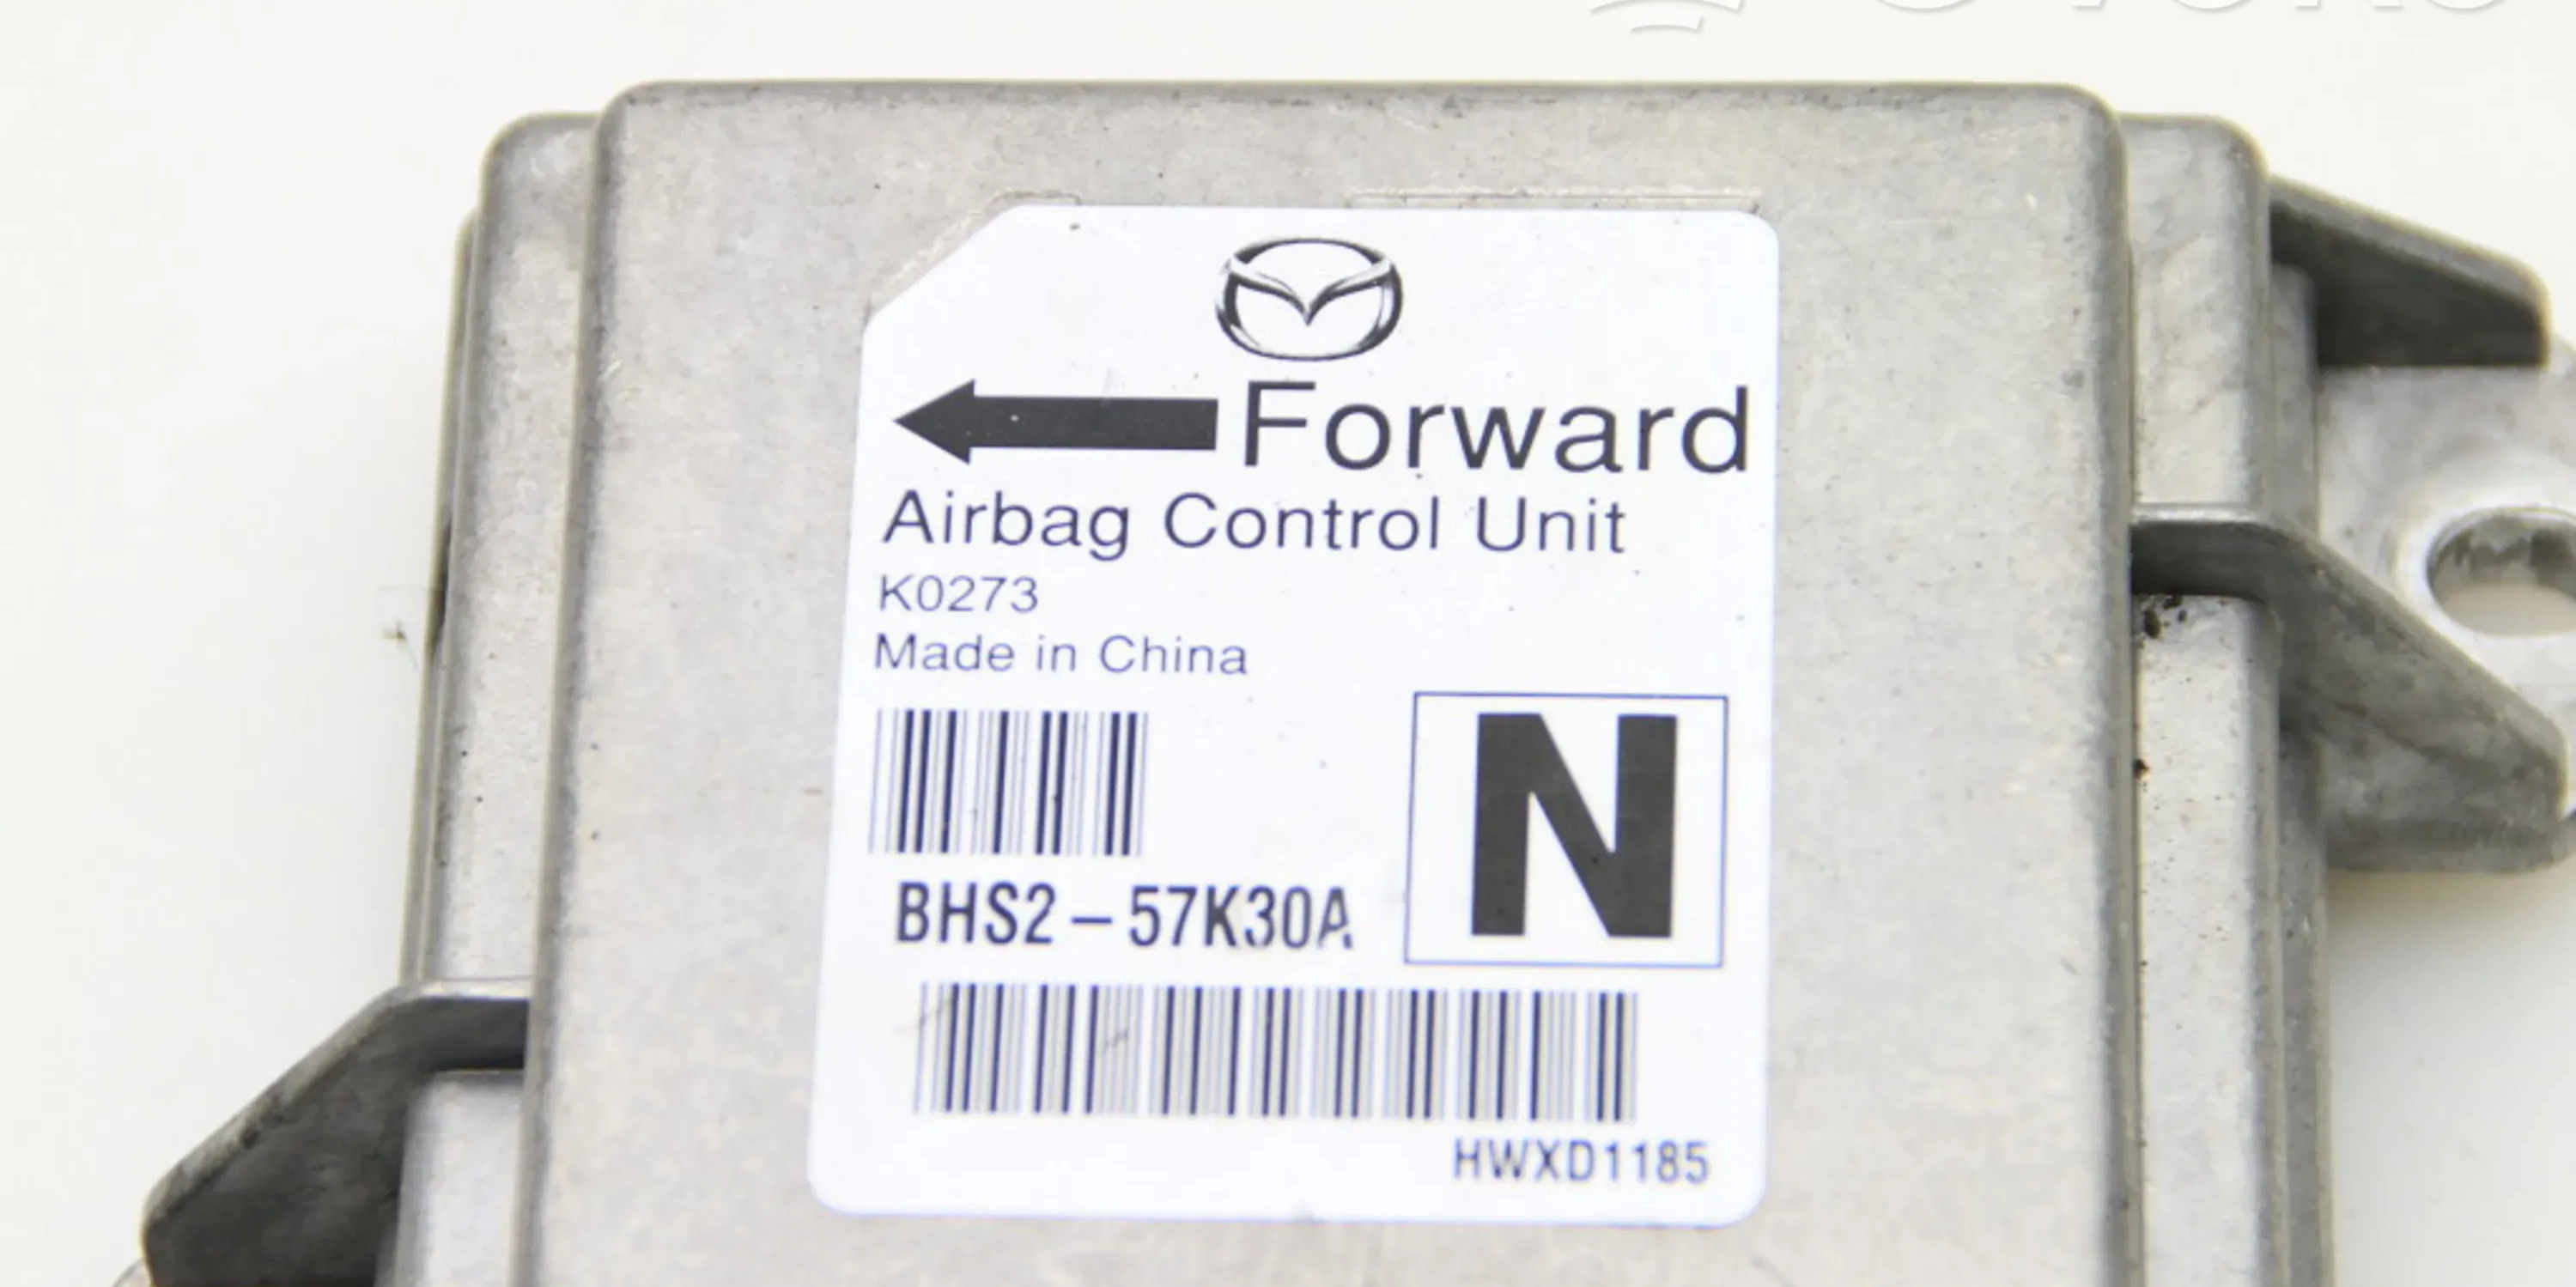 Forward
Airbag Control Unit
K0273
Made in China
N
BHS2-57K30A
HWXD1185